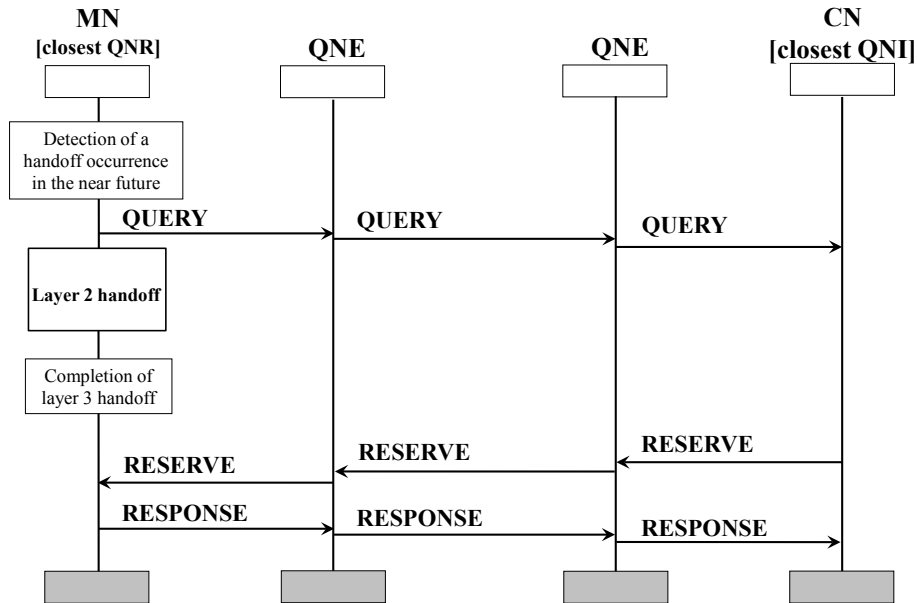 MN
[closest QNR]
QNE
QNE
CN
[closest QNI]
Detection of a
handoff occurrence
in the near future
QUERY
QUERY
QUERY
Layer 2 handoff
Completion of
layer 3 handoff
RESERVE
RESERVE
RESERVE
RESPONSE
RESPONSE
RESPONSE